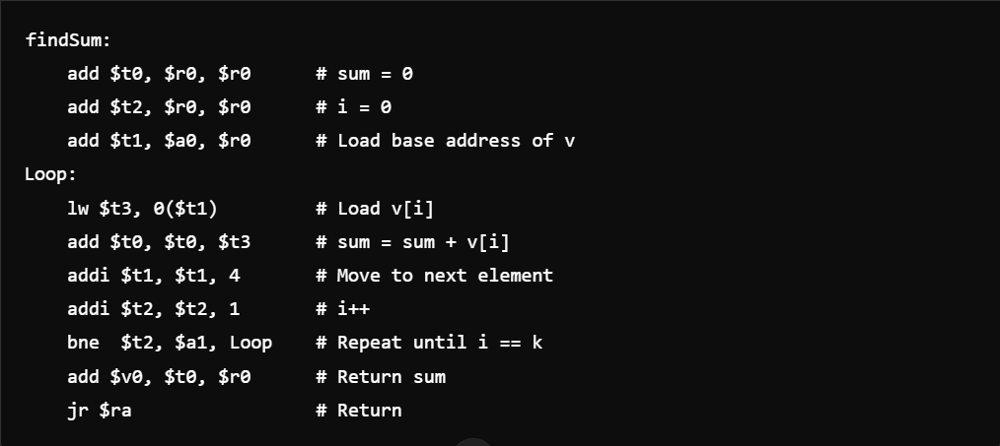 findSum:
    add $t0, $r0, $r0      # sum = 0
    add $t2, $r0, $r0      # i = 0
    add $t1, $a0, $r0      # Load base address of v
Loop:
    lw $t3, 0($t1)         # Load v[i]
    add $t0, $t0, $t3      # sum = sum + v[i]
    addi $t1, $t1, 4       # Move to next element
    addi $t2, $t2, 1       # i++
    bne  $t2, $a1, Loop    # Repeat until i == k
    add $v0, $t0, $r0      # Return sum
    jr $ra                 # Return